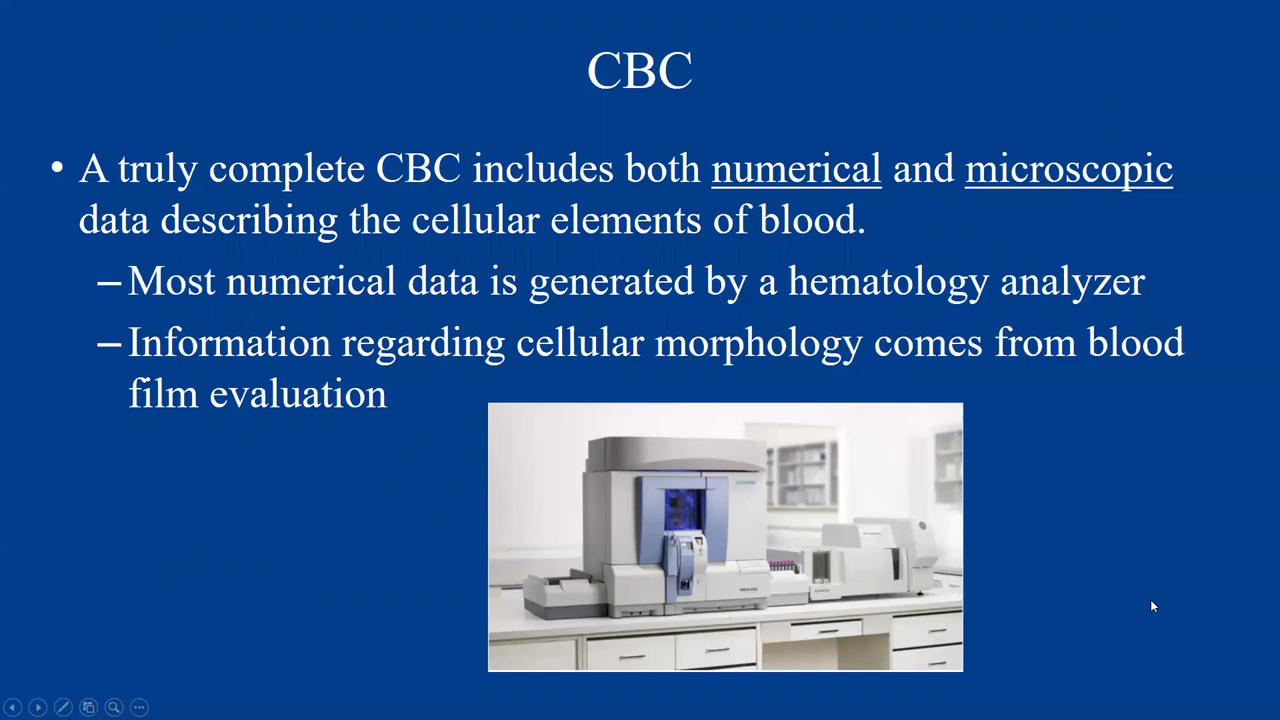 CBC
• A truly complete CBC includes both numerical and microscopic
data describing the cellular elements of blood.
– Most numerical data is generated by a hematology analyzer
– Information regarding cellular morphology comes from blood
film evaluation